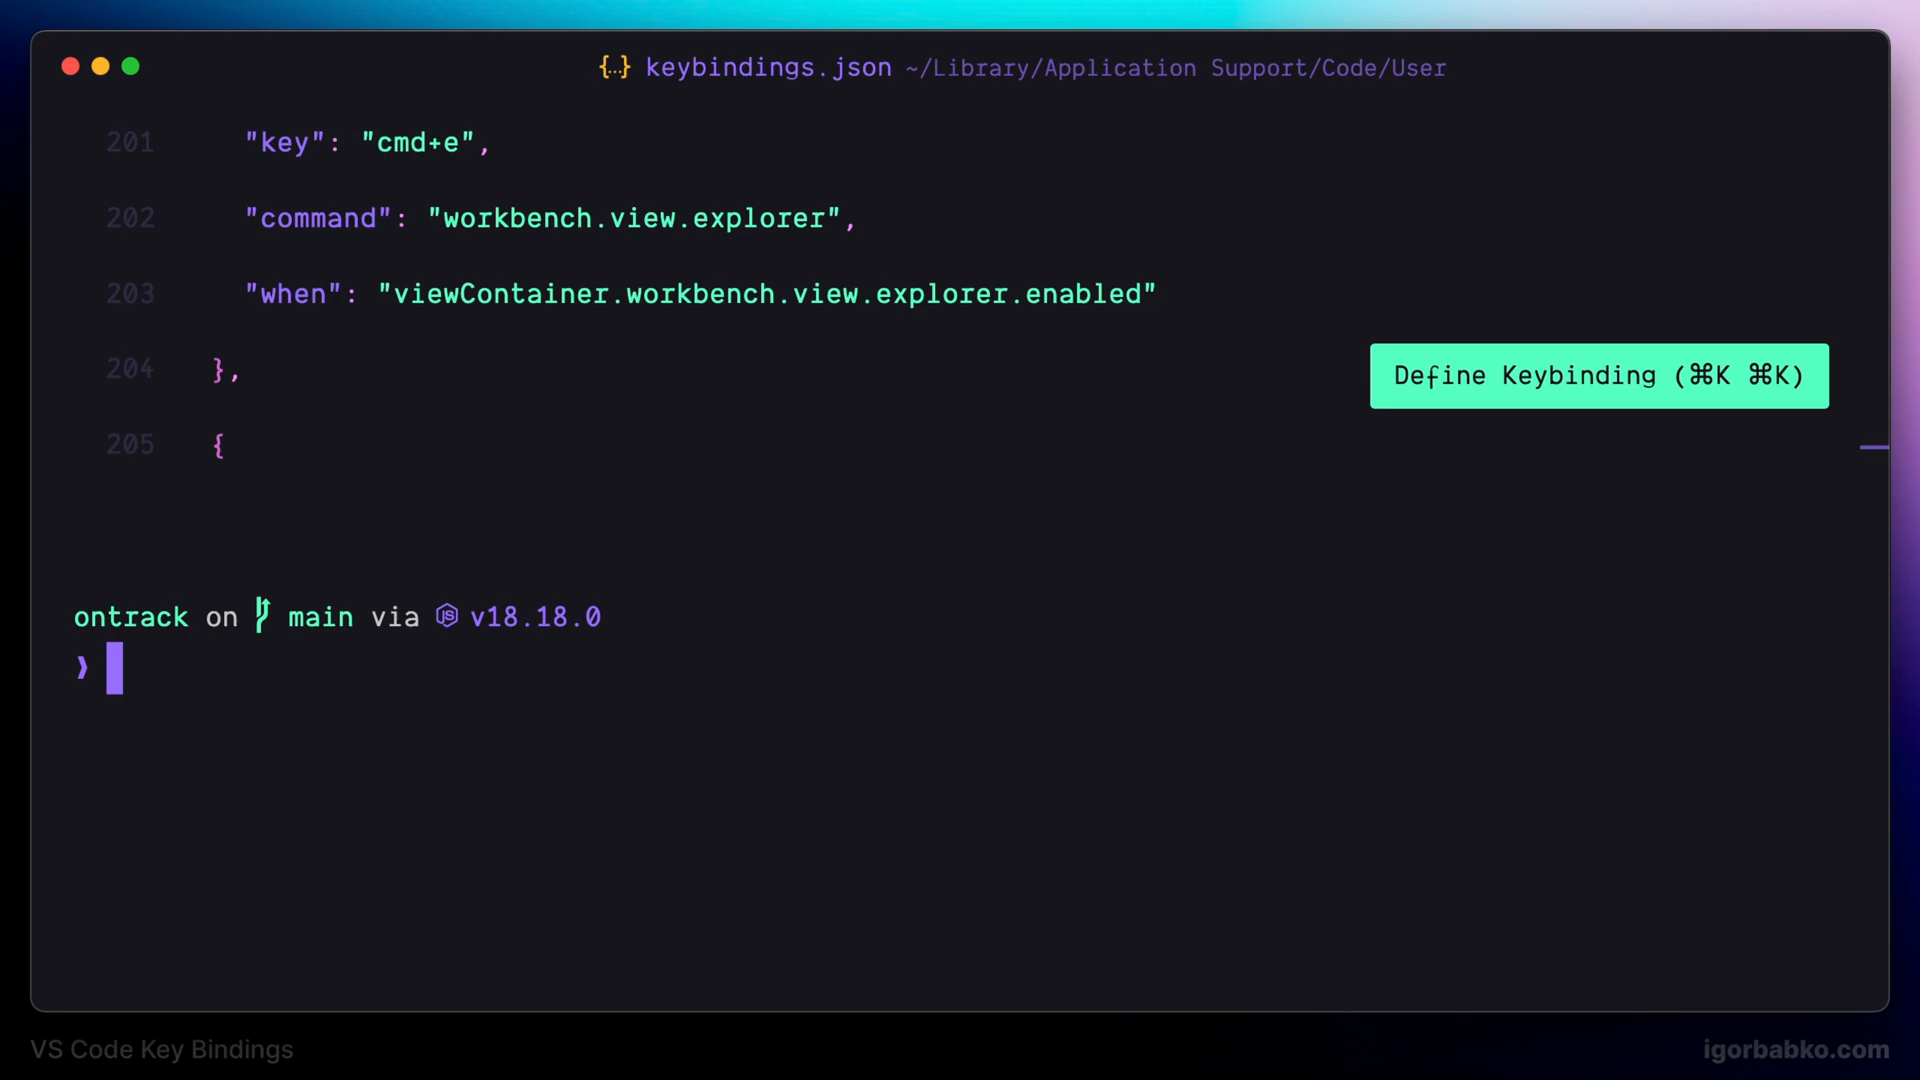 {...} keybindings.json ~/Library/Application Support/Code/User
201 "key": "cmd+e",
202 "command": "workbench.view.explorer",
203 "when": "viewContainer.workbench.view.explorer.enabled"
204 },
Define Keybinding (⌘K ⌘K)
205 {
ontrack on main via JS v18.18.0
❯
VS Code Key Bindings
igorbabko.com